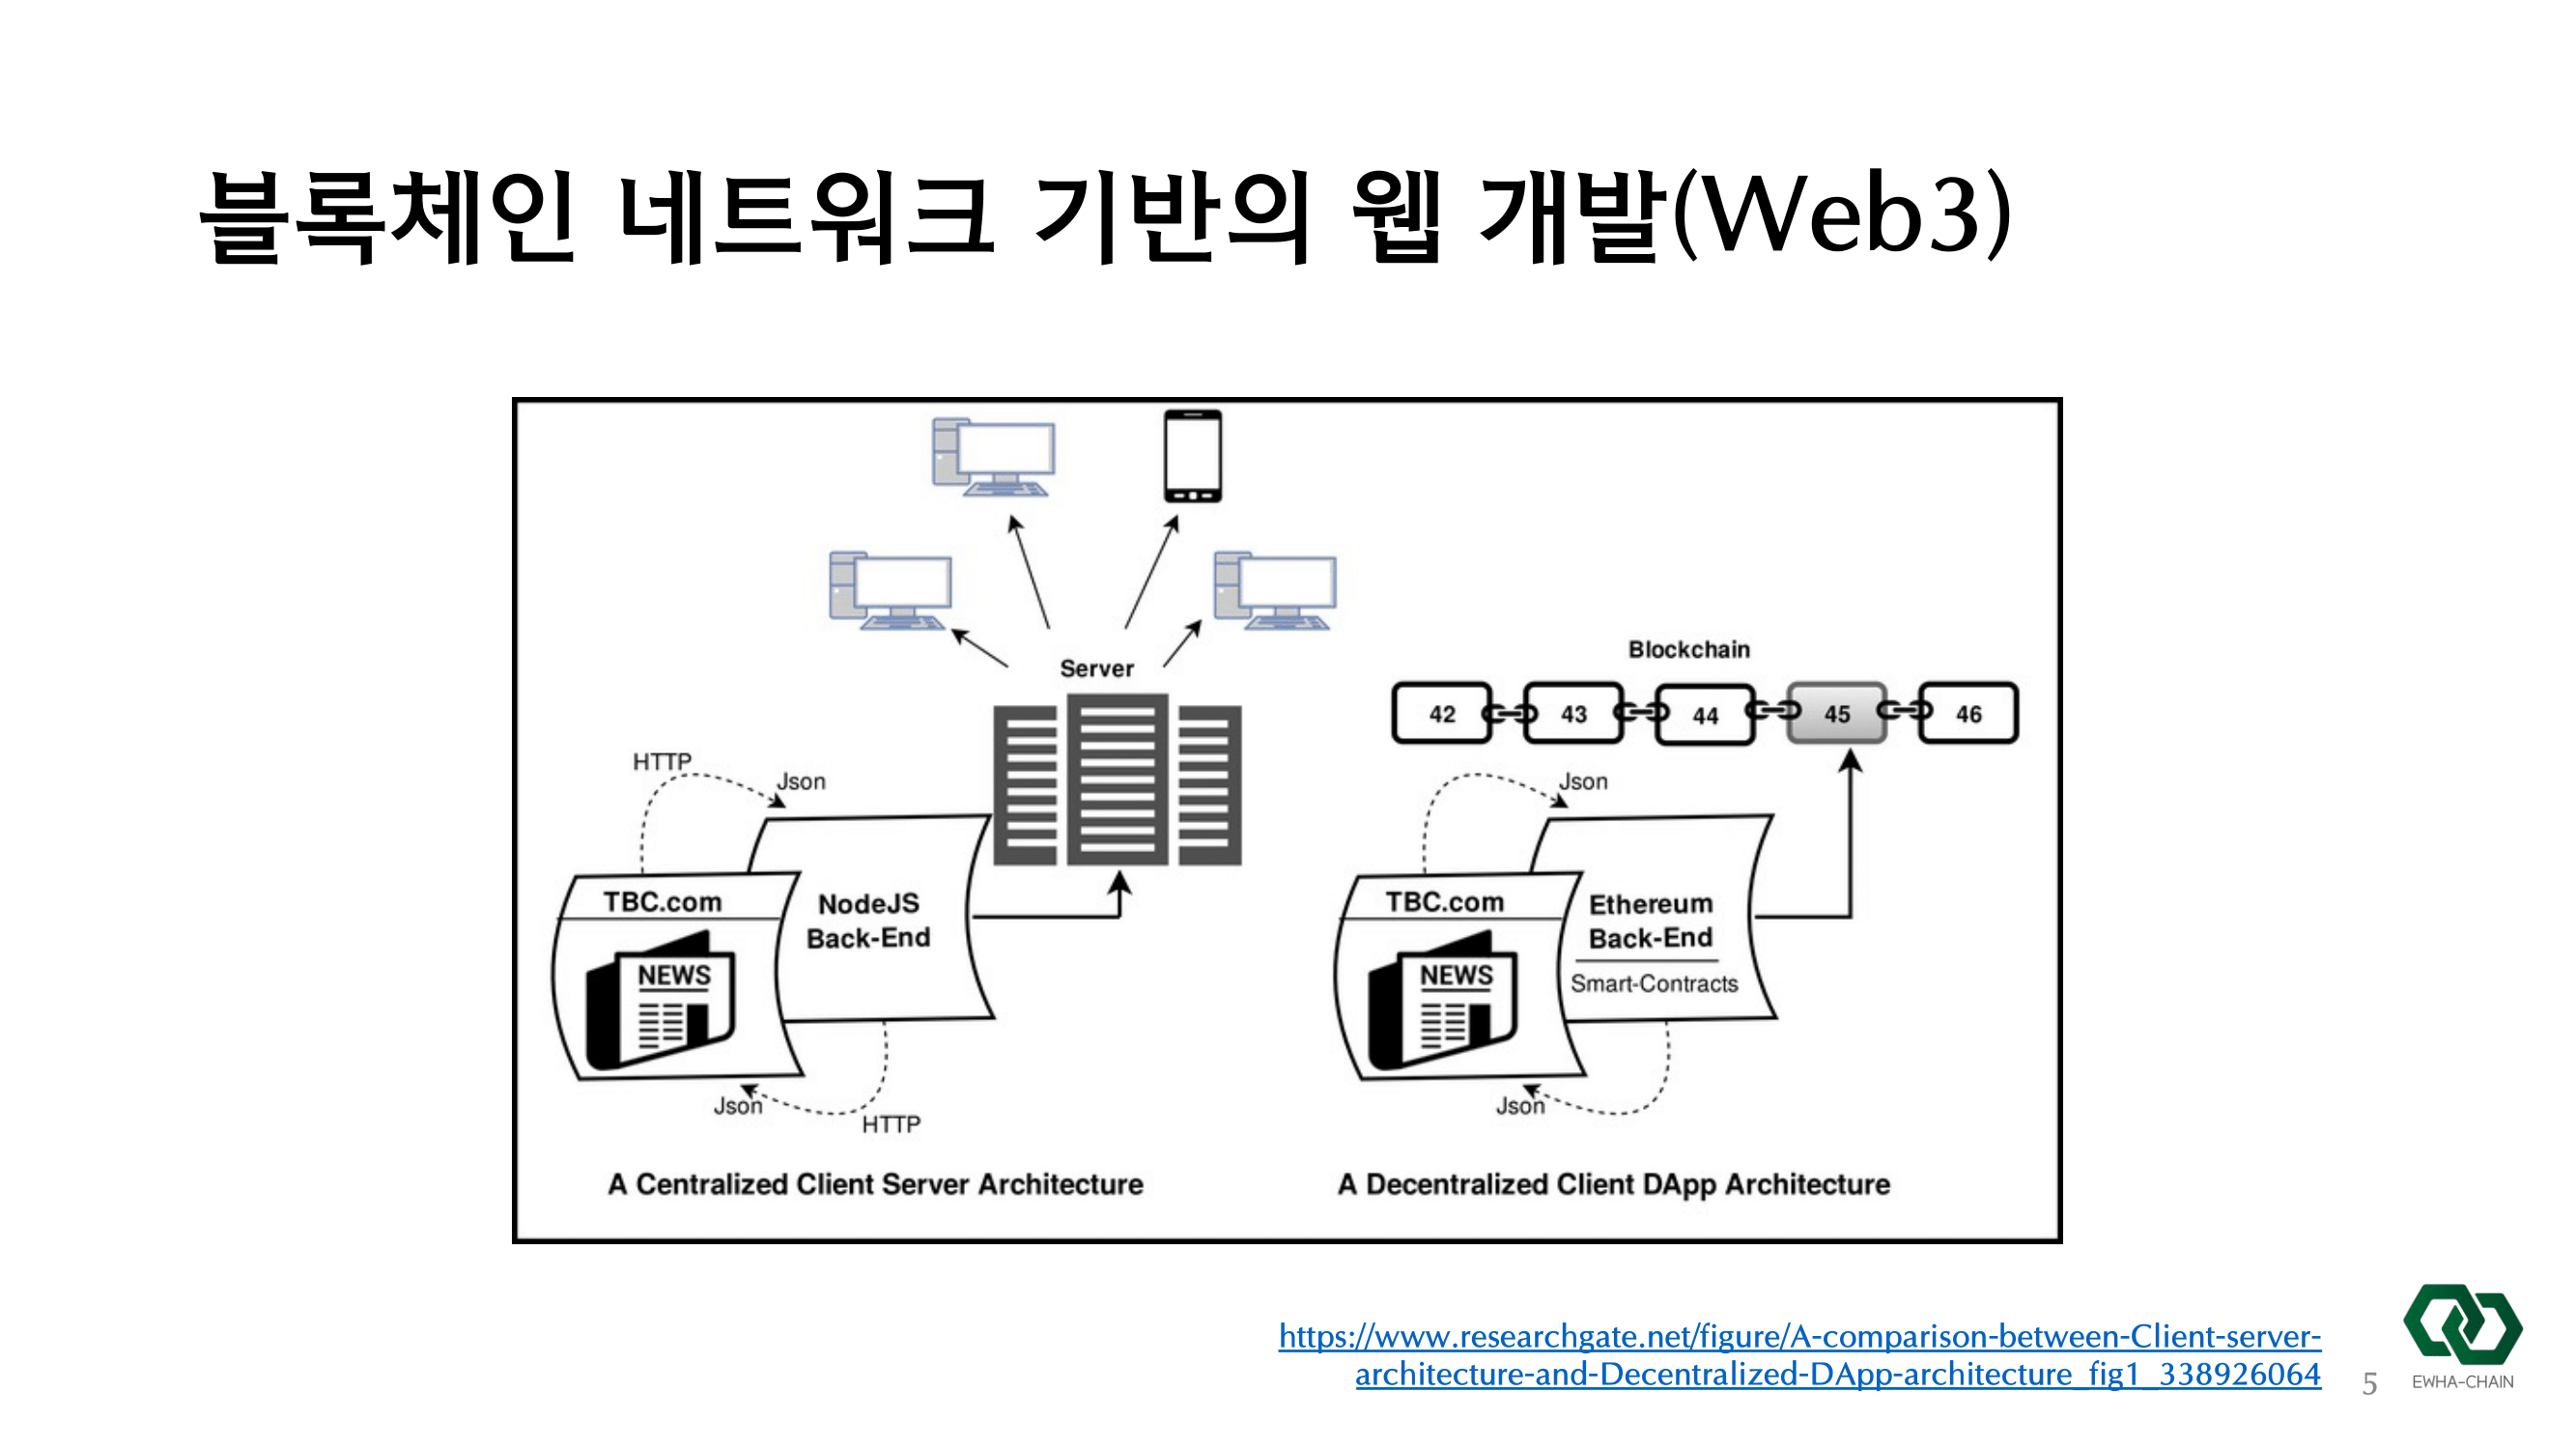 블록체인 네트워크 기반의 웹 개발(Web3)
Server
HTTP
Json
TBC.com
NEWS
NodeJS
Back-End
Json
HTTP
A Centralized Client Server Architecture
Blockchain
42
43
44
45
46
Json
TBC.com
NEWS
Ethereum
Back-End
Smart-Contracts
Json
A Decentralized Client DApp Architecture
https://www.researchgate.net/figure/A-comparison-between-Client-server-
architecture-and-Decentralized-DApp-architecture_fig1_338926064
5
EWHA-CHAIN